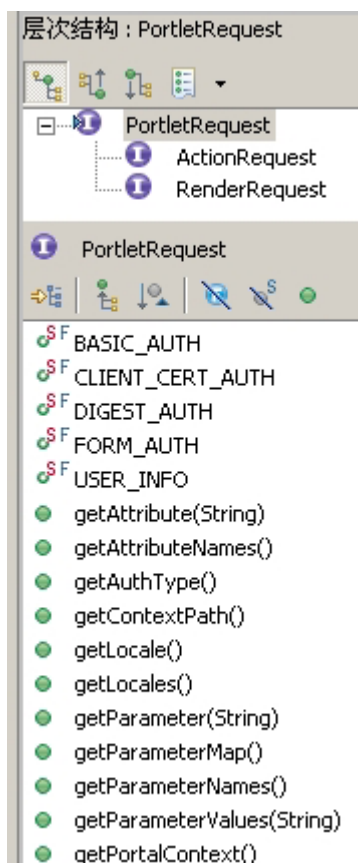 层次结构 : PortletRequest
PortletRequest
ActionRequest
RenderRequest
PortletRequest
BASIC_AUTH
CLIENT_CERT_AUTH
DIGEST_AUTH
FORM_AUTH
USER_INFO
getAttribute(String)
getAttributeNames()
getAuthType()
getContextPath()
getLocale()
getLocales()
getParameter(String)
getParameterMap()
getParameterNames()
getParameterValues(String)
getPortalContext()